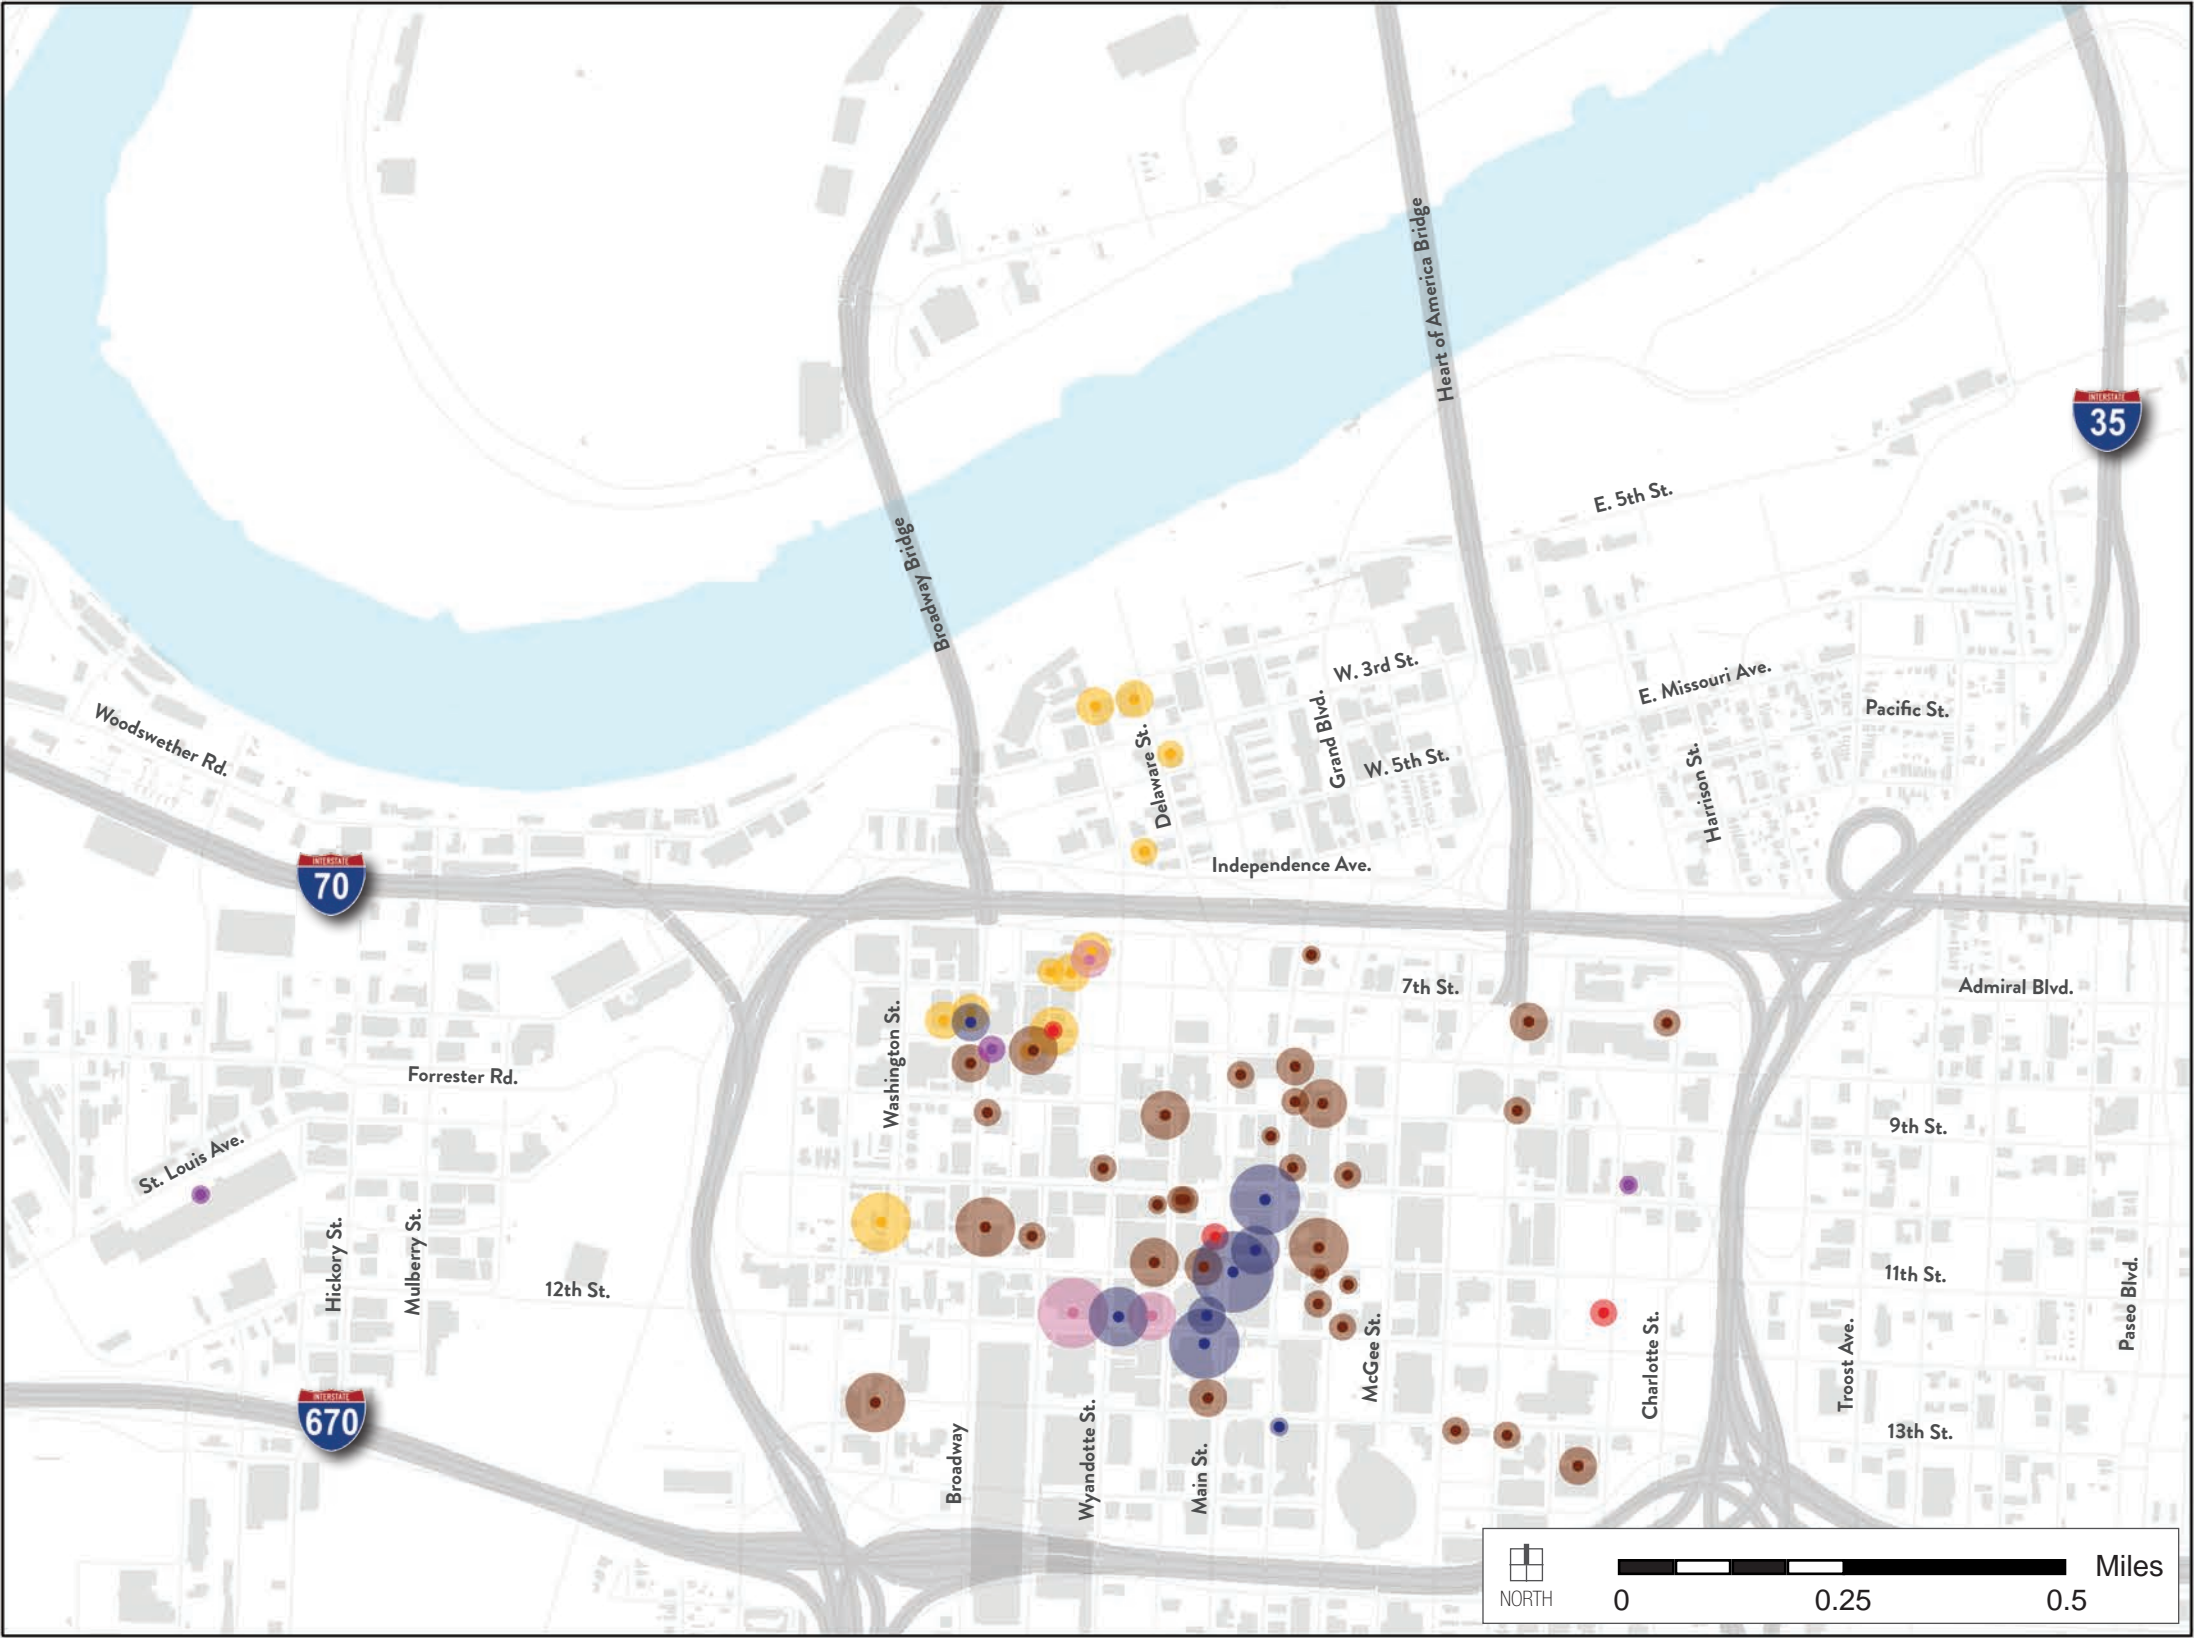 Heart of America Bridge
INTERSTATE
35
E. 5th St.
Broadway Bridge
W. 3rd St.
E. Missouri Ave.
Pacific St.
Woodswether Rd.
Delaware St.
Grand Blvd.
W. 5th St.
Harrison St.
INTERSTATE
70
Independence Ave.
7th St.
Admiral Blvd.
Washington St.
Forrester Rd.
9th St.
St. Louis Ave.
Hickory St.
Mulberry St.
12th St.
11th St.
Paseo Blvd.
McGee St.
Charlotte St.
Troost Ave.
INTERSTATE
670
Broadway
Wyandotte St.
Main St.
13th St.
NORTH
Miles
0 0.25 0.5